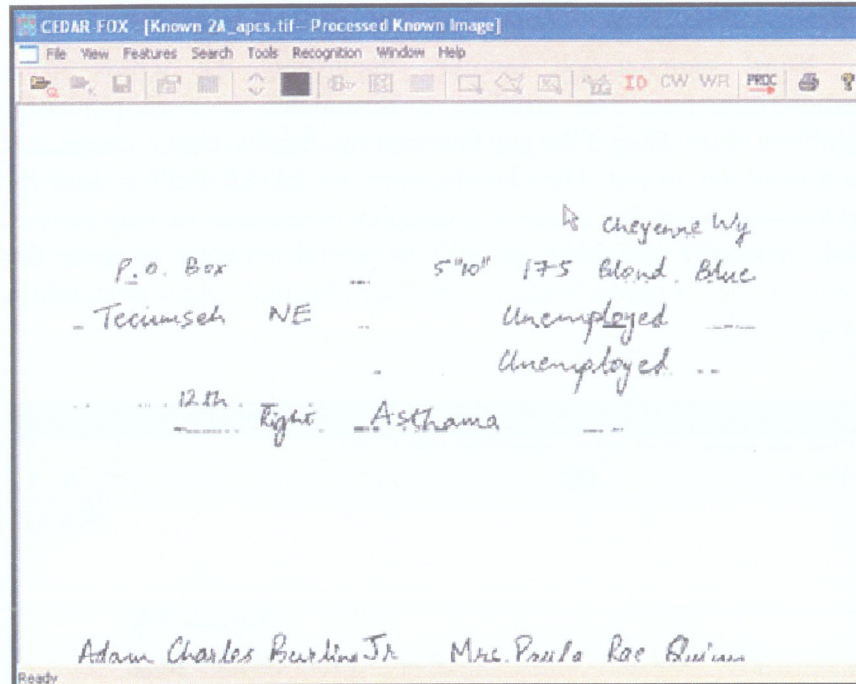 CEDAR-FOX - [Known 2A_apcs.tif-- Processed Known Image]
File View Features Search Tools Recognition Window Help
ID CW WR PROC ?
Cheyenne Wy
P.O. Box 5"10" 175 Blond Blue
Tecumseh NE Unemployed
Unemployed
12th Right Asthama
Adam Charles Jr Mrs. Paula Rae Quinn
Ready